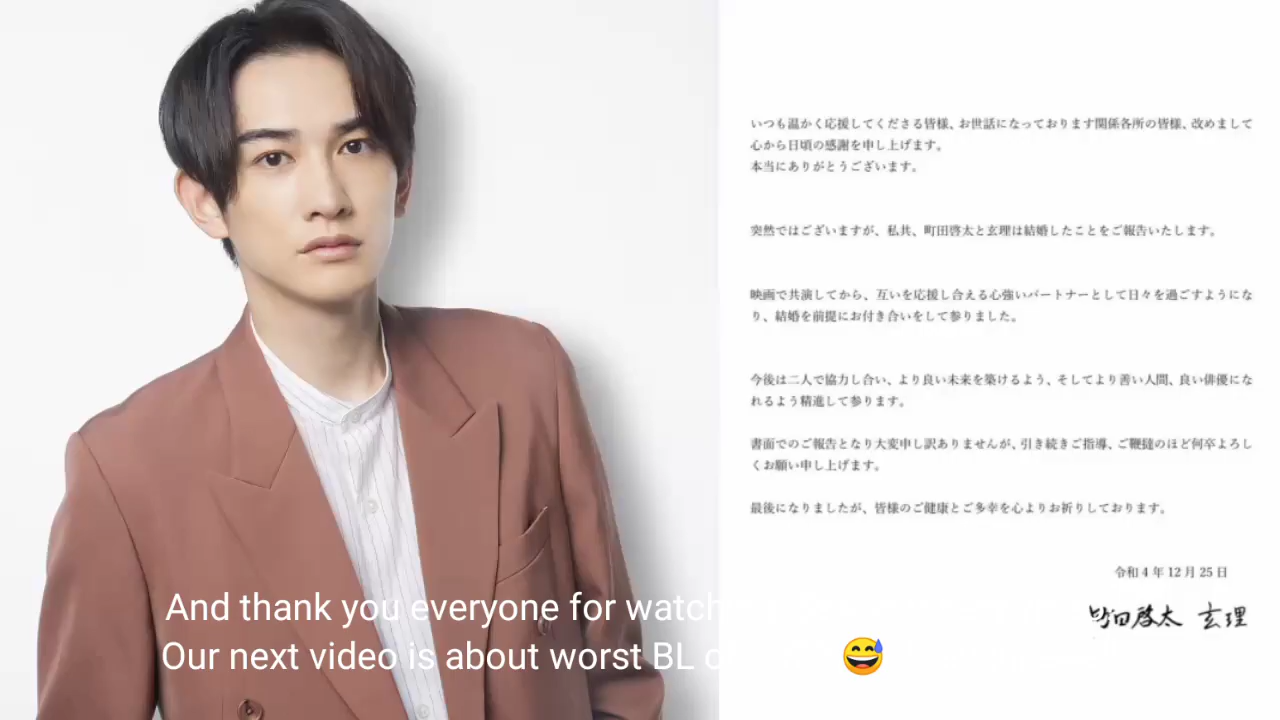 いつも温かく応援してくださる皆様、お世話になっております関係各所の皆様、改めまして
心から日頃の感謝を申し上げます。
本当にありがとうございます。
突然ではございますが、私共、町田啓太と玄理は結婚したことをご報告いたします。
映画で共演してから、互いを応援し合える心強いパートナーとして日々を過ごすようにな
り、結婚を前提にお付き合いをして参りました。
今後は二人で協力し合い、より良い未来を築けるよう、そしてより善い人間、良い俳優にな
れるよう精進して参ります。
書面でのご報告となり大変申し訳ありませんが、引き続きご指導、ご鞭撻のほど何卒よろし
くお願い申し上げます。
最後になりましたが、皆様のご健康とご多幸を心よりお祈りしております。
令和4年12月25日
町田啓太 玄理
And thank you everyone for
Our next video is about worst BL 😅